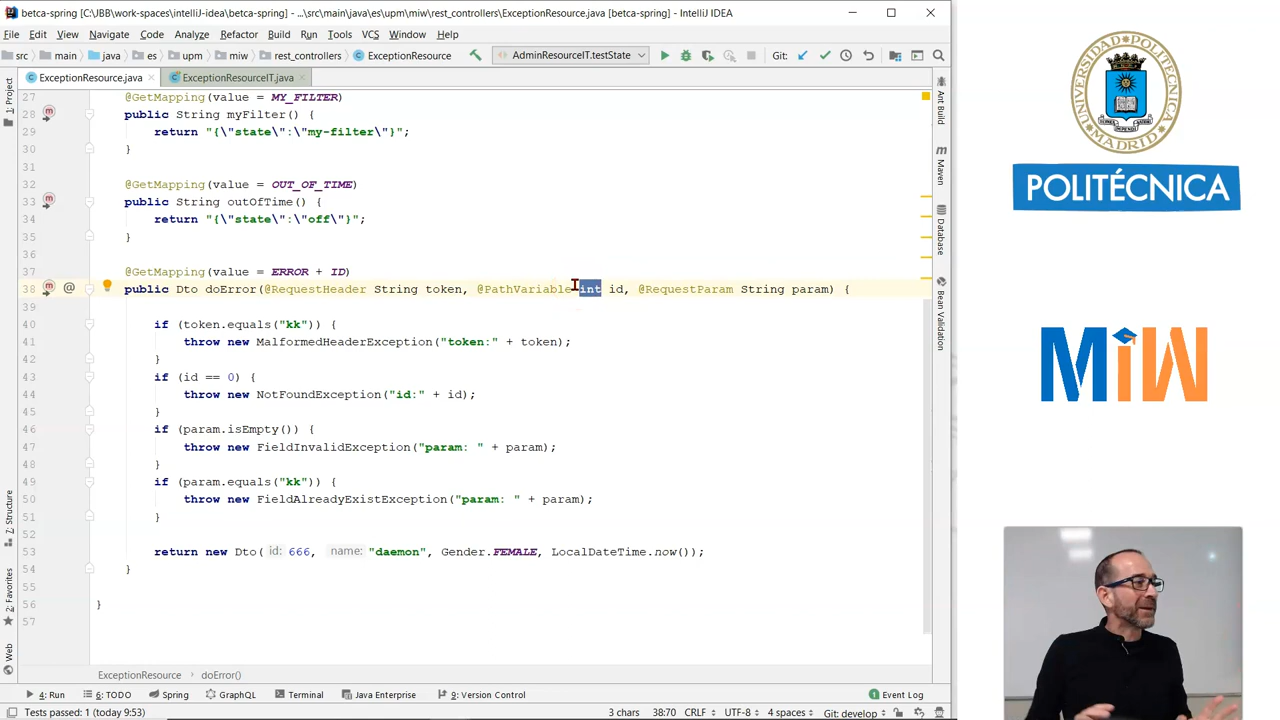 betca-spring [C:\JBB\work-spaces\intelliJ-idea\betca-spring] - ...\src\main\java\es\upm\miw\rest_controllers\ExceptionResource.java [betca-spring] - IntelliJ IDEA
File Edit View Navigate Code Analyze Refactor Build Run Tools VCS Window Help
src main java es upm miw rest_controllers ExceptionResource AdminResourceIT.testState Git:
ExceptionResource.java ExceptionResourceIT.java
27 @GetMapping(value = MY_FILTER)
28 public String myFilter() {
29 return "{\"state\":\"my-filter\"}";
30 }
31
32 @GetMapping(value = OUT_OF_TIME)
33 public String outOfTime() {
34 return "{\"state\":\"off\"}";
35 }
36
37 @GetMapping(value = ERROR + ID)
38 public Dto doError(@RequestHeader String token, @PathVariable int id, @RequestParam String param) {
39
40 if (token.equals("kk")) {
41 throw new MalformedHeaderException("token:" + token);
42 }
43 if (id == 0) {
44 throw new NotFoundException("id:" + id);
45 }
46 if (param.isEmpty()) {
47 throw new FieldInvalidException("param: " + param);
48 }
49 if (param.equals("kk")) {
50 throw new FieldAlreadyExistException("param: " + param);
51 }
52
53 return new Dto( id: 666, name: "daemon", Gender.FEMALE, LocalDateTime.now());
54 }
55
56 }
57
ExceptionResource doError()
4: Run 6: TODO Spring GraphQL Terminal Java Enterprise 9: Version Control Event Log
Tests passed: 1 (today 9:53) 3 chars 38:70 CRLF UTF-8 4 spaces Git: develop
1: Project
7: Structure
2: Favorites
Web
Ant Build
Maven
Database
Bean Validation
UNIVERSIDAD POLITÉCNICA
MADRID
POLITÉCNICA
MiW